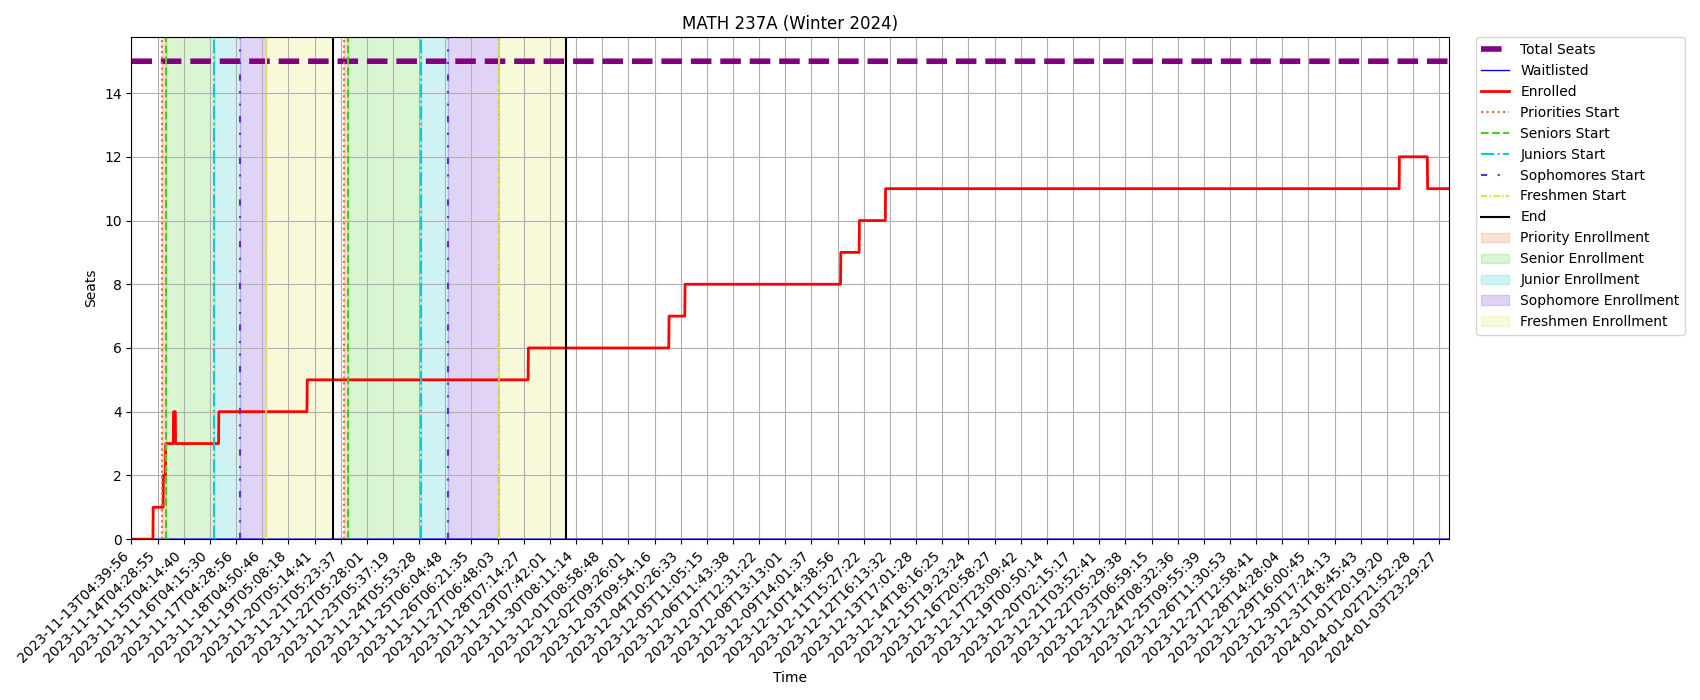 MATH 237A (Winter 2024)
Seats
14
12
10
8
6
4
2
0
2023-11-13T04:39:56
2023-11-14T04:28:55
2023-11-15T04:14:40
2023-11-16T04:15:30
2023-11-17T04:28:56
2023-11-18T04:50:46
2023-11-19T05:08:18
2023-11-20T05:14:41
2023-11-21T05:23:37
2023-11-22T05:28:01
2023-11-23T05:37:19
2023-11-24T05:53:28
2023-11-25T06:04:48
2023-11-26T06:21:35
2023-11-27T06:48:03
2023-11-28T07:14:27
2023-11-29T07:42:01
2023-11-30T08:11:14
2023-12-01T08:58:48
2023-12-02T09:26:01
2023-12-03T09:54:16
2023-12-04T10:26:33
2023-12-05T11:05:15
2023-12-06T11:43:38
2023-12-07T12:31:22
2023-12-08T13:13:01
2023-12-09T14:01:37
2023-12-10T14:38:56
2023-12-11T15:27:22
2023-12-12T16:13:32
2023-12-13T17:01:28
2023-12-14T18:16:25
2023-12-15T19:23:24
2023-12-16T20:58:27
2023-12-17T23:09:42
2023-12-19T00:50:14
2023-12-20T02:15:17
2023-12-21T03:52:41
2023-12-22T05:29:38
2023-12-23T06:59:15
2023-12-24T08:32:36
2023-12-25T09:55:39
2023-12-26T11:30:53
2023-12-27T12:58:41
2023-12-28T14:28:04
2023-12-29T16:00:45
2023-12-30T17:24:13
2023-12-31T18:45:43
2024-01-01T20:19:20
2024-01-02T21:52:28
2024-01-03T23:29:27
Time
Total Seats
Waitlisted
Enrolled
Priorities Start
Seniors Start
Juniors Start
Sophomores Start
Freshmen Start
End
Priority Enrollment
Senior Enrollment
Junior Enrollment
Sophomore Enrollment
Freshmen Enrollment